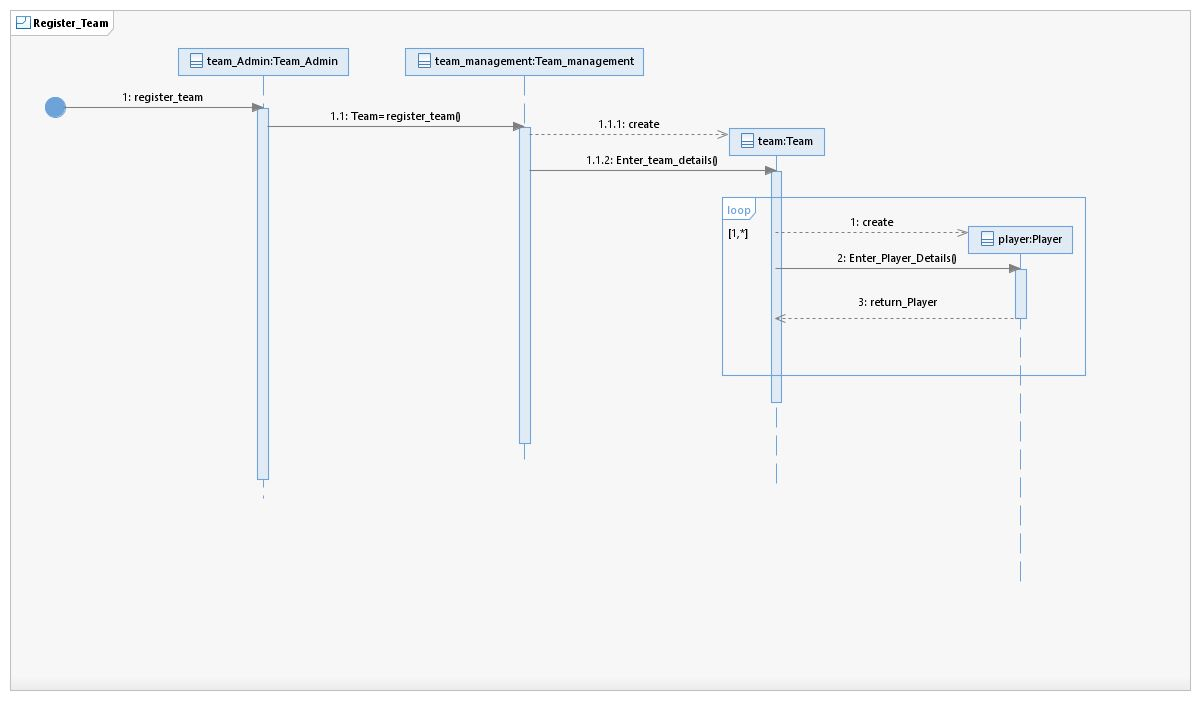 Register_Team
team_Admin:Team_Admin
team_management:Team_management
1: register_team
1.1: Team=register_team()
1.1.1: create
team:Team
1.1.2: Enter_team_details()
loop
[1,*]
1: create
player:Player
2: Enter_Player_Details()
3: return_Player